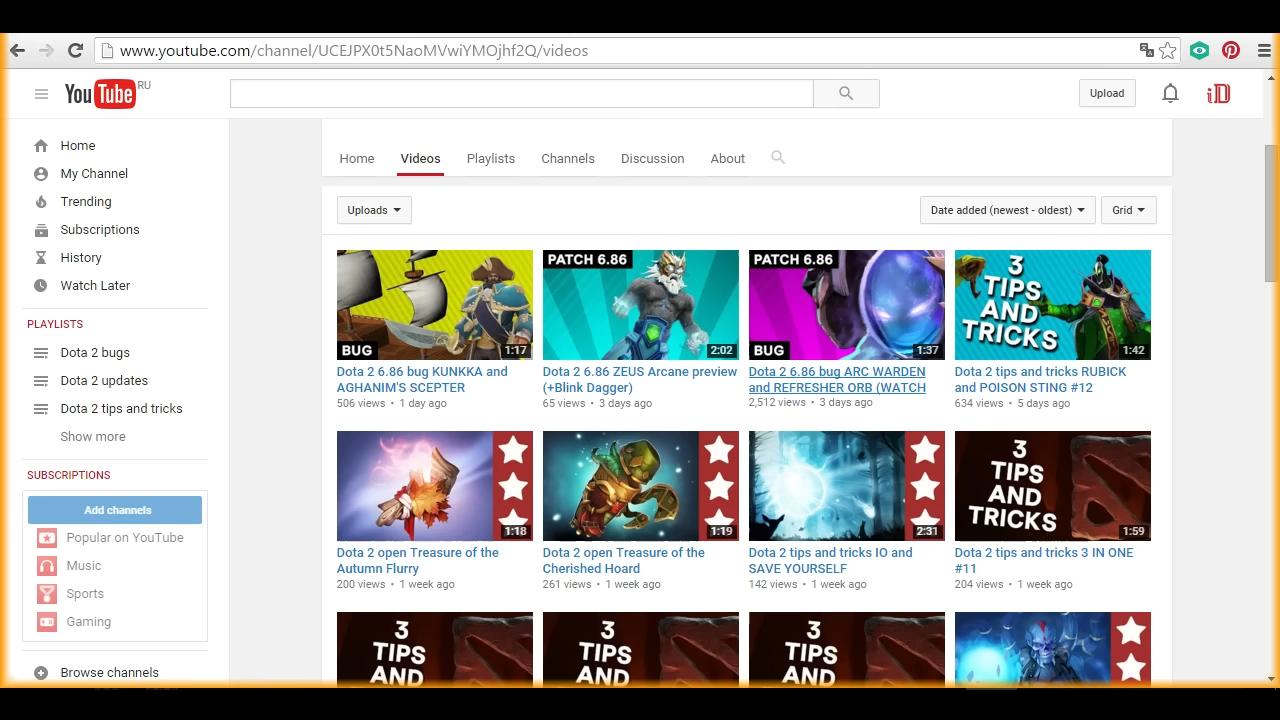 www.youtube.com/channel/UCEJPX0t5NaoMVwiYMOjhf2Q/videos
YouTube RU
Upload
iD
Home
My Channel
Trending
Subscriptions
History
Watch Later
PLAYLISTS
Dota 2 bugs
Dota 2 updates
Dota 2 tips and tricks
Show more
SUBSCRIPTIONS
Add channels
Popular on YouTube
Music
Sports
Gaming
Browse channels
Home Videos Playlists Channels Discussion About
Uploads
Date added (newest - oldest)
Grid
BUG
1:17
Dota 2 6.86 bug KUNKKA and
AGHANIM'S SCEPTER
506 views • 1 day ago
PATCH 6.86
2:02
Dota 2 6.86 ZEUS Arcane preview
(+Blink Dagger)
65 views • 3 days ago
PATCH 6.86
BUG
1:37
Dota 2 6.86 bug ARC WARDEN
and REFRESHER ORB (WATCH
2,512 views • 3 days ago
3
TIPS
AND
TRICKS
1:42
Dota 2 tips and tricks RUBICK
and POISON STING #12
634 views • 5 days ago
1:18
Dota 2 open Treasure of the
Autumn Flurry
200 views • 1 week ago
1:19
Dota 2 open Treasure of the
Cherished Hoard
261 views • 1 week ago
2:31
Dota 2 tips and tricks IO and
SAVE YOURSELF
142 views • 1 week ago
3
TIPS
AND
TRICKS
1:59
Dota 2 tips and tricks 3 IN ONE
#11
204 views • 1 week ago
3
TIPS
AND
3
TIPS
AND
3
TIPS
AND